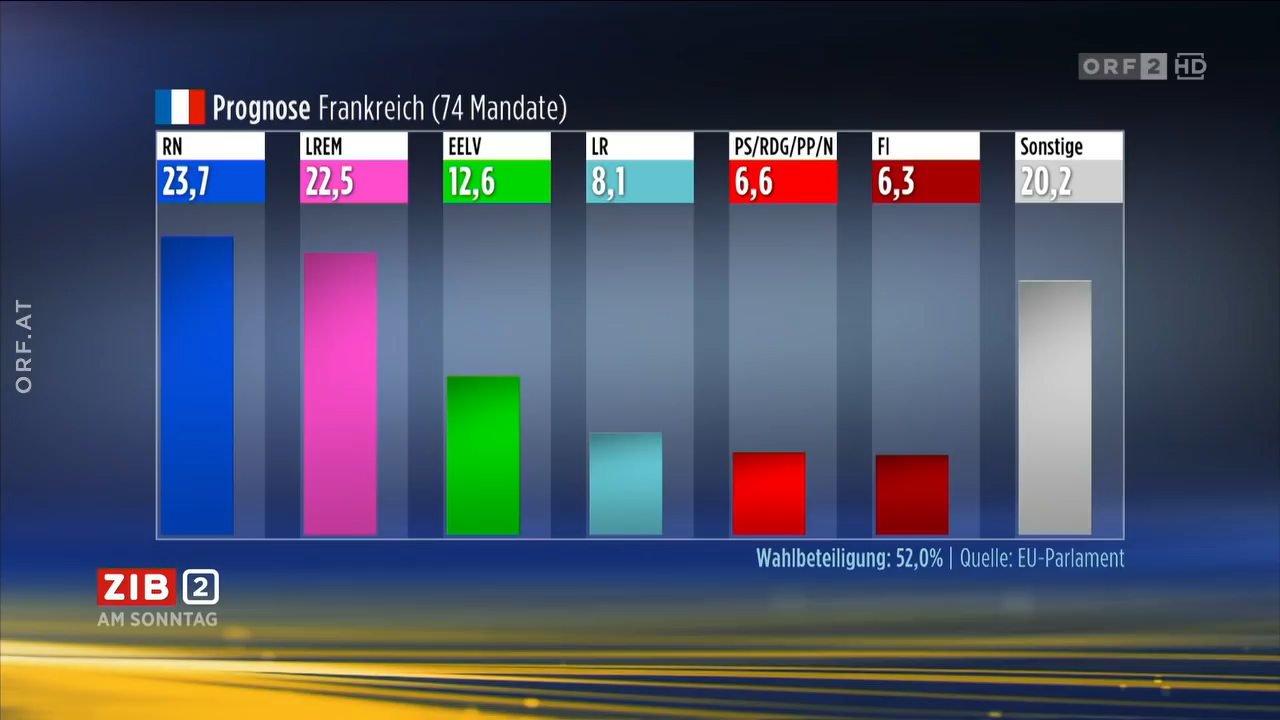 ORF 2 HD
Prognose Frankreich (74 Mandate)
RN LREM EELV LR PS/RDG/PP/N FI Sonstige
23,7 22,5 12,6 8,1 6,6 6,3 20,2
ORF.AT
Wahlbeteiligung: 52,0% | Quelle: EU-Parlament
ZIB 2
AM SONNTAG